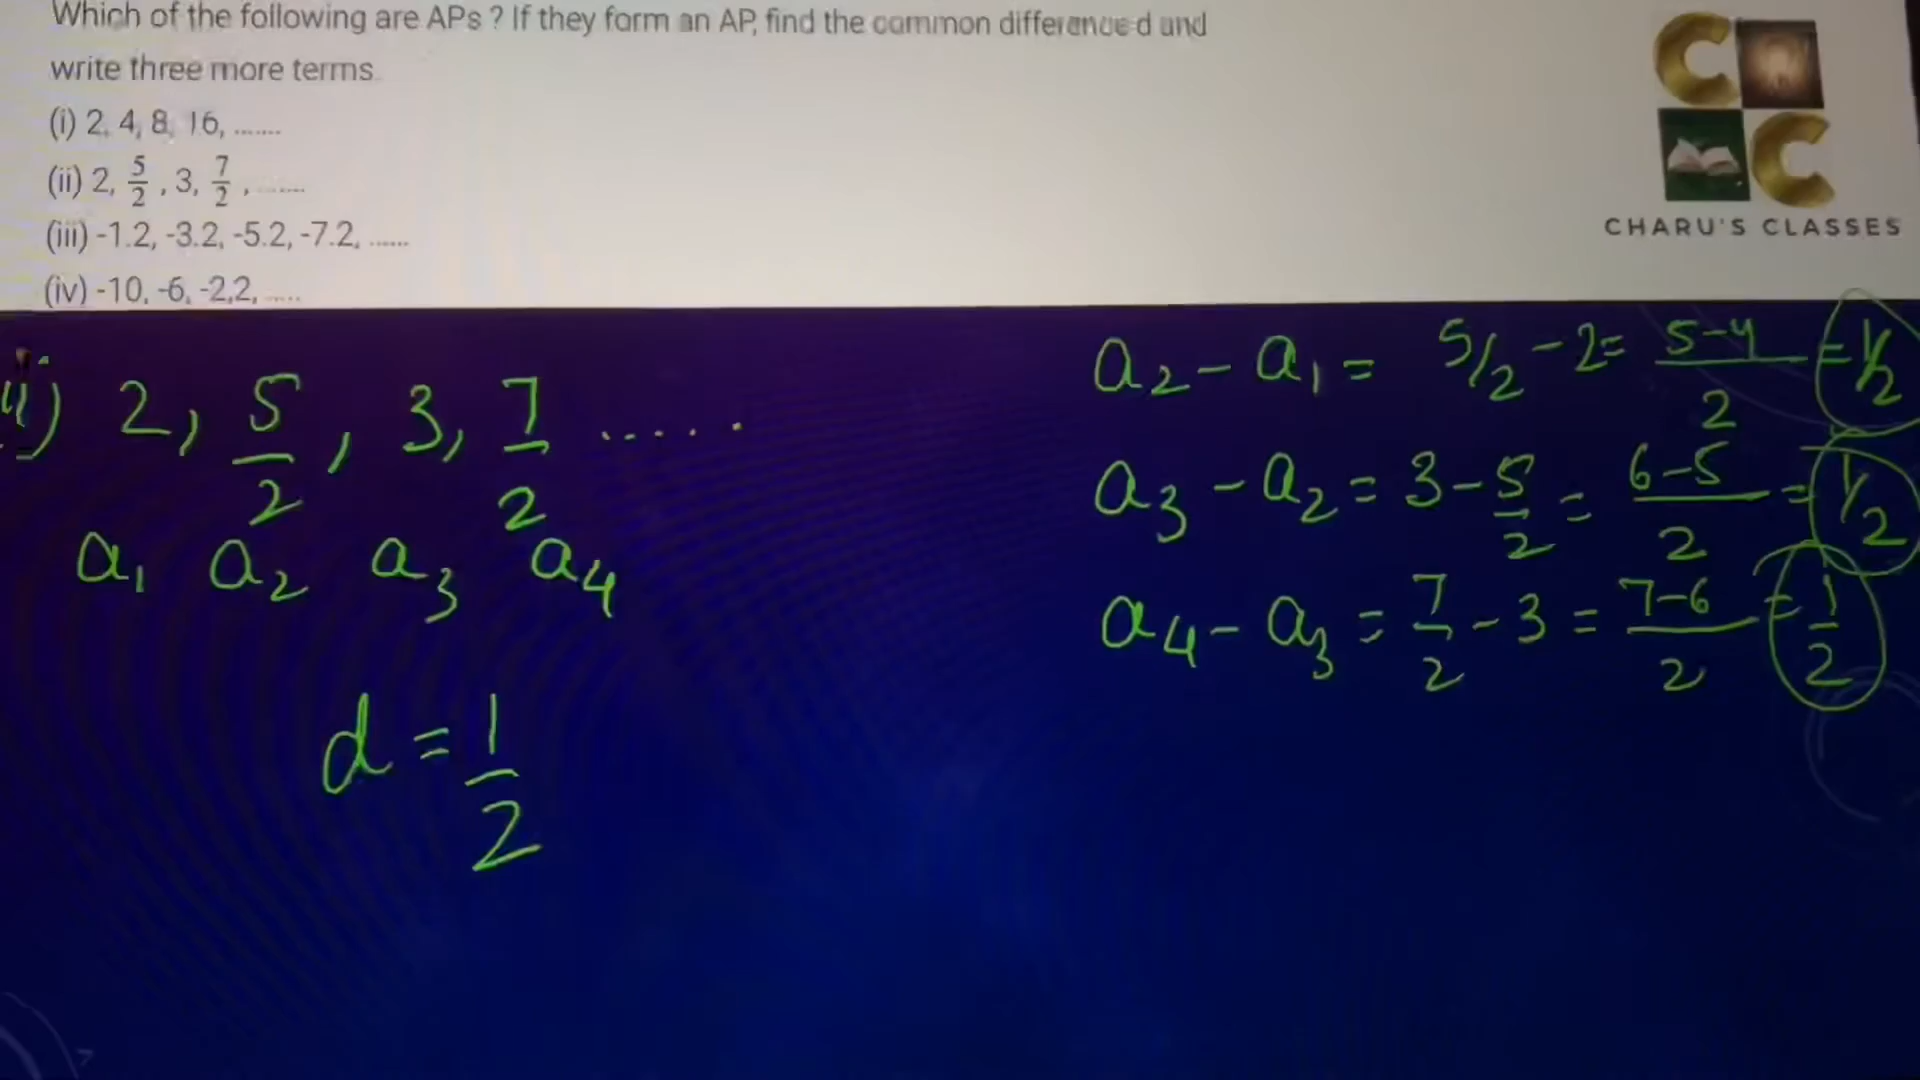 Which of the following are APs ? If they form an AP, find the common difference d and
write three more terms.
(i) 2, 4, 8, 16, .......
(ii) 2, 5/2 , 3, 7/2 , .......
(iii) -1.2, -3.2, -5.2, -7.2, ......
(iv) -10, -6, -2,2, .....
CHARU'S CLASSES
ii) 2, 5/2 , 3, 7/2 .....
a₁ a₂ a₃ a₄
d = 1/2
a₂ - a₁ = 5/2 - 2 = 5-4/2 = 1/2
a₃ - a₂ = 3 - 5/2 = 6-5/2 = 1/2
a₄ - a₃ = 7/2 - 3 = 7-6/2 = 1/2